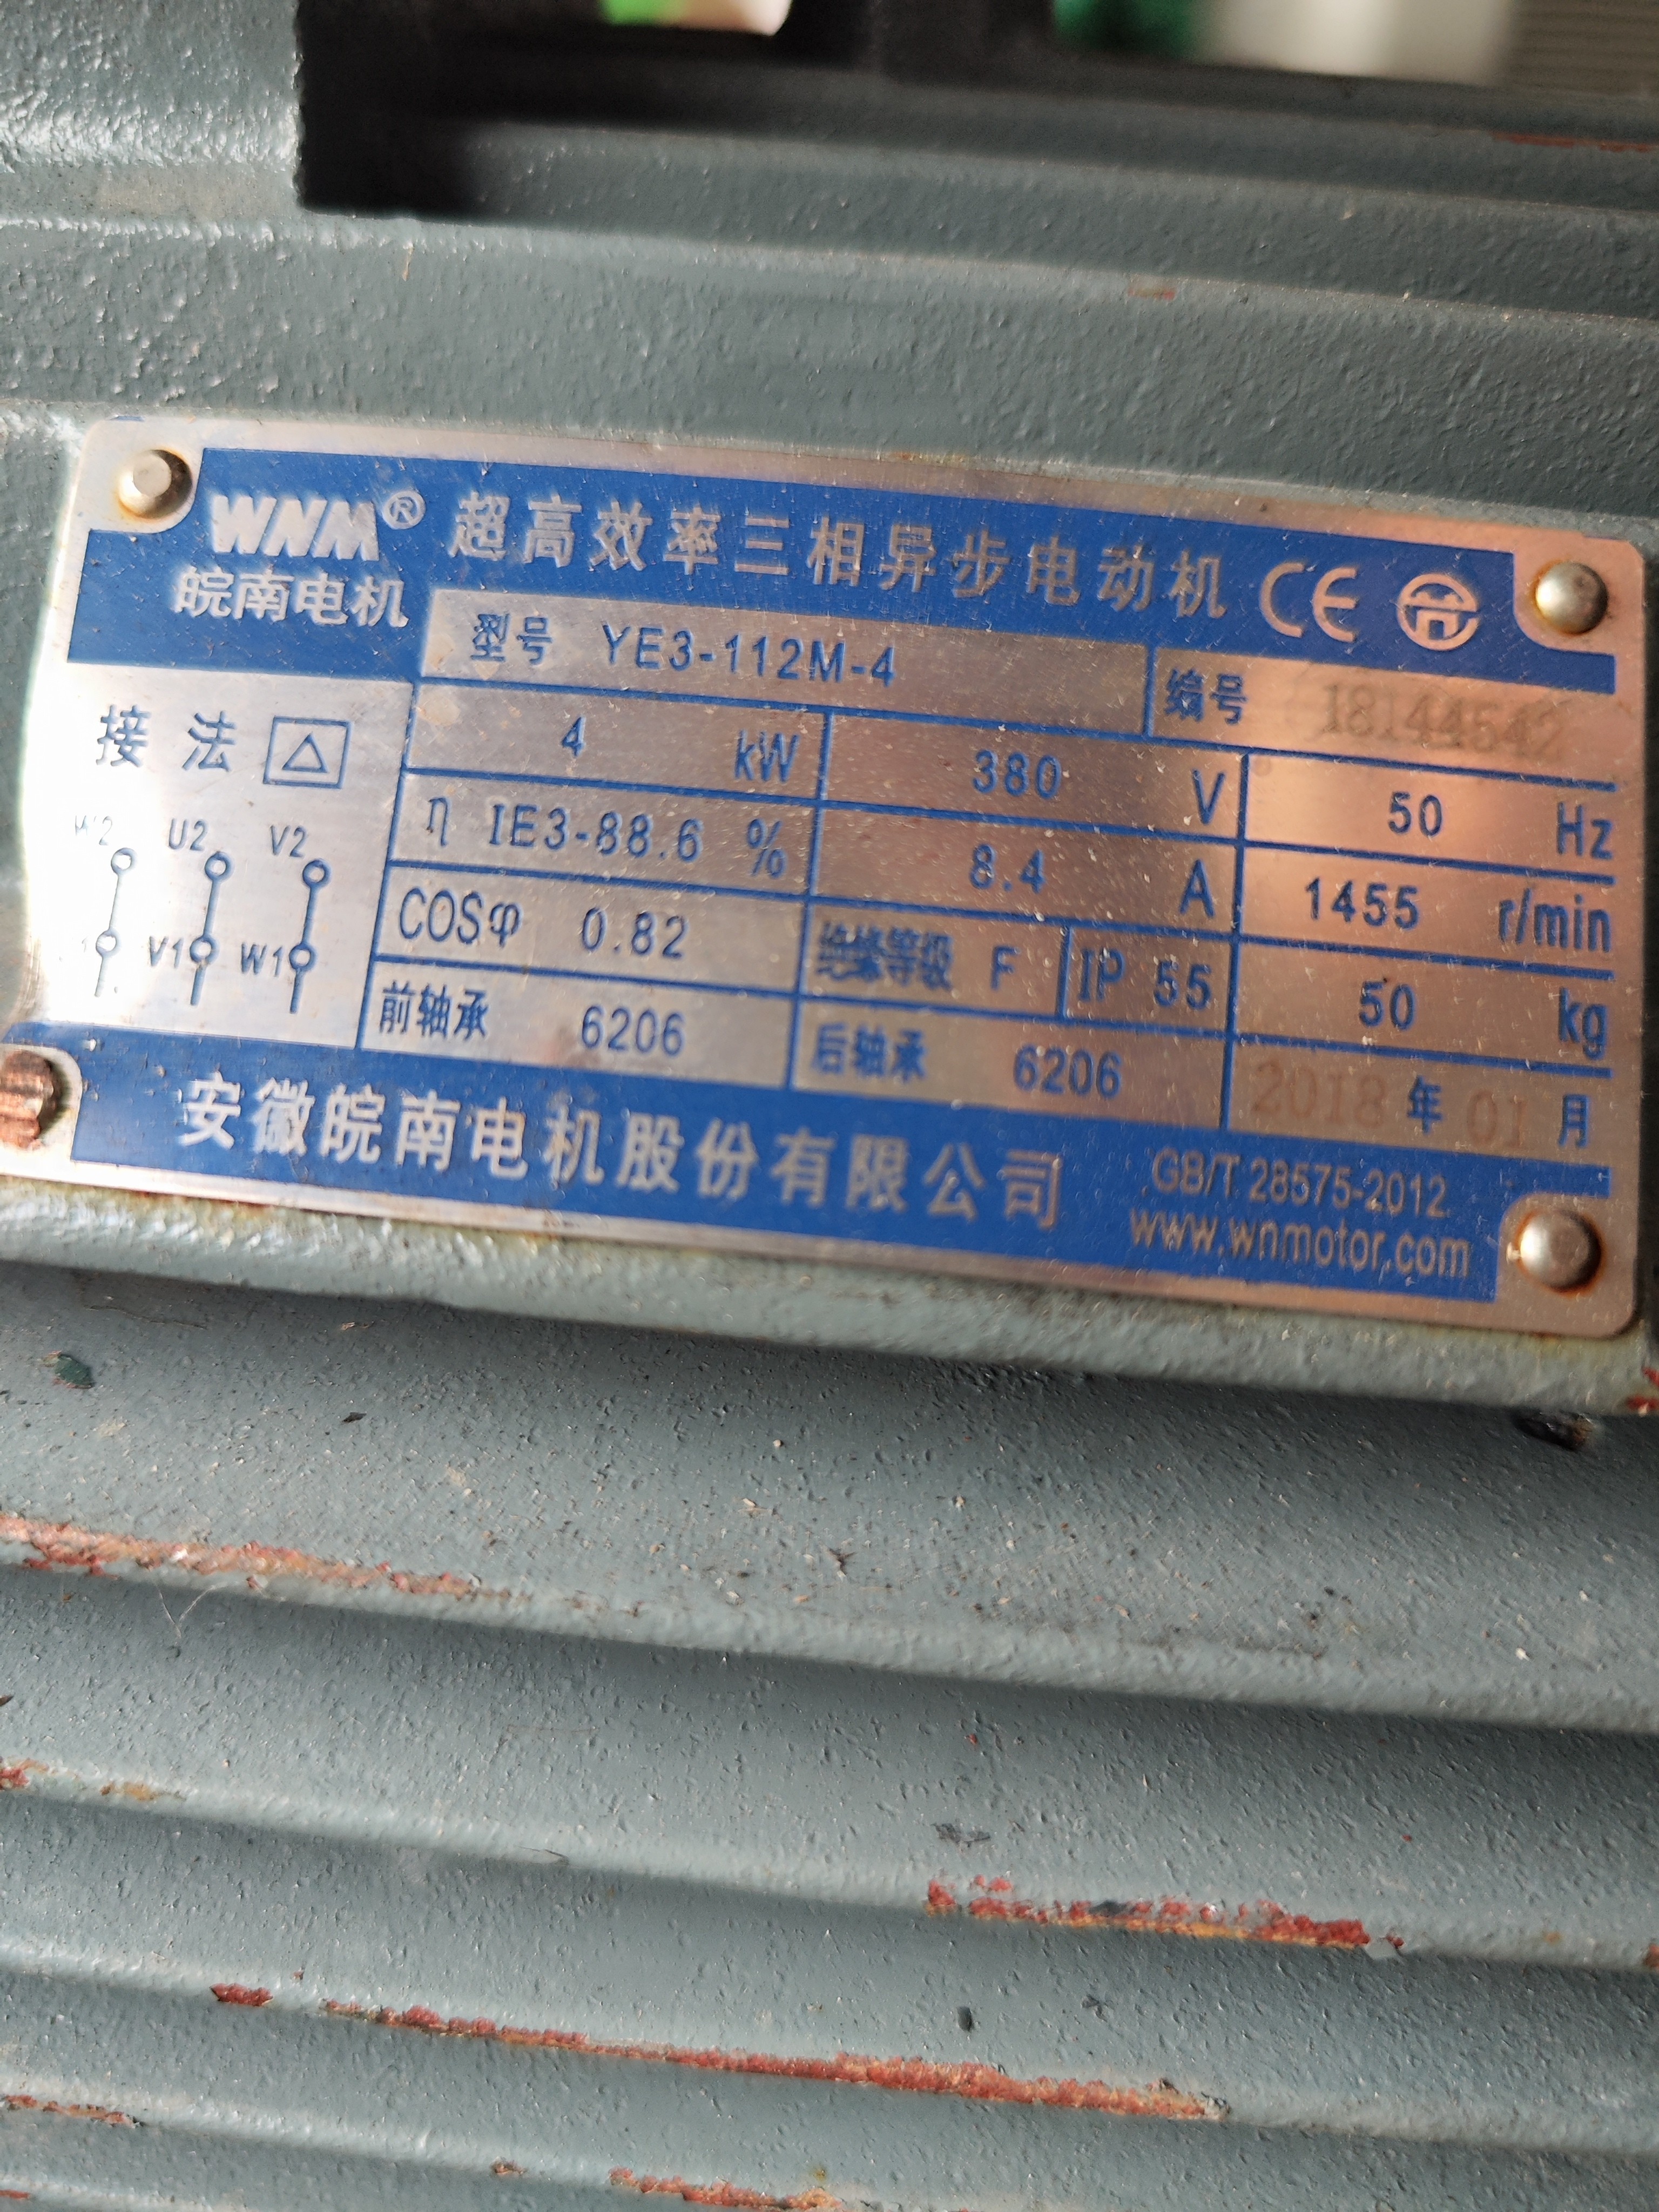 WNM® 超高效率三相异步电动机 CE
皖南电机
型号 YE3-112M-4 编号 18144542
接法 △
4 kW 380 V 50 Hz
η IE3-88.6 % 8.4 A 1455 r/min
W2 U2 V2
COSφ 0.82 绝缘等级 F IP 55 50 kg
V1 W1
前轴承 6206 后轴承 6206 2018 年 01 月
安徽皖南电机股份有限公司
GB/T 28575-2012
www.wnmotor.com